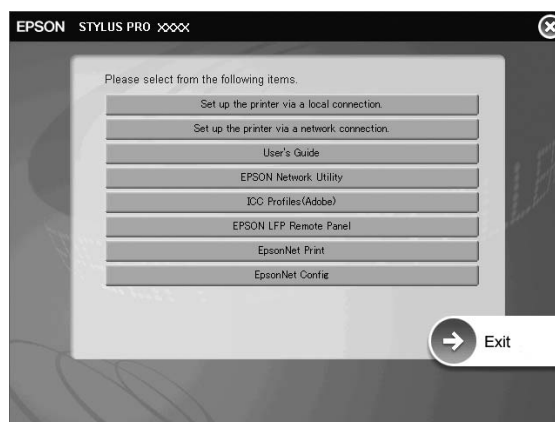 EPSON STYLUS PRO XXXX
Please select from the following items.
Set up the printer via a local connection.
Set up the printer via a network connection.
User's Guide
EPSON Network Utility
ICC Profiles(Adobe)
EPSON LFP Remote Panel
EpsonNet Print
EpsonNet Config
Exit